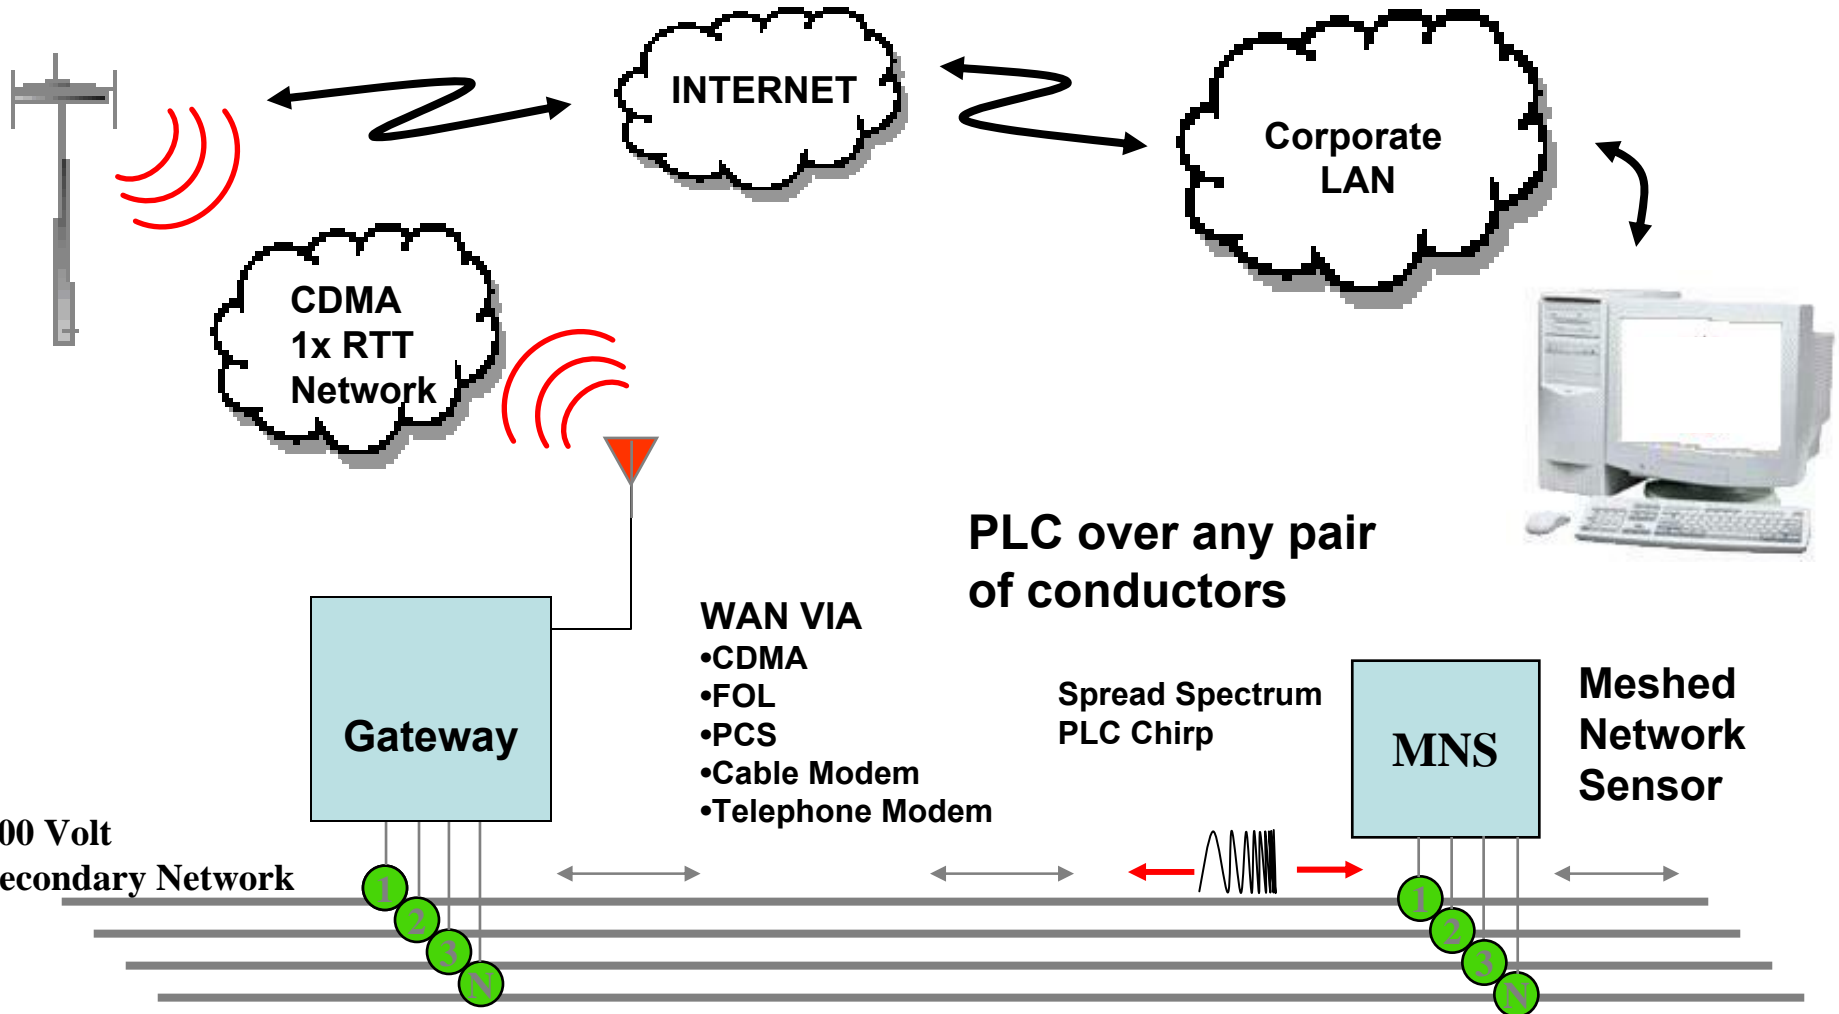 INTERNET
Corporate
LAN
CDMA
1x RTT
Network
PLC over any pair
of conductors
WAN VIA
•CDMA
•FOL
•PCS
•Cable Modem
•Telephone Modem
Spread Spectrum
PLC Chirp
Gateway
MNS
Meshed
Network
Sensor
00 Volt
econdary Network
1
2
3
N
1
2
3
N